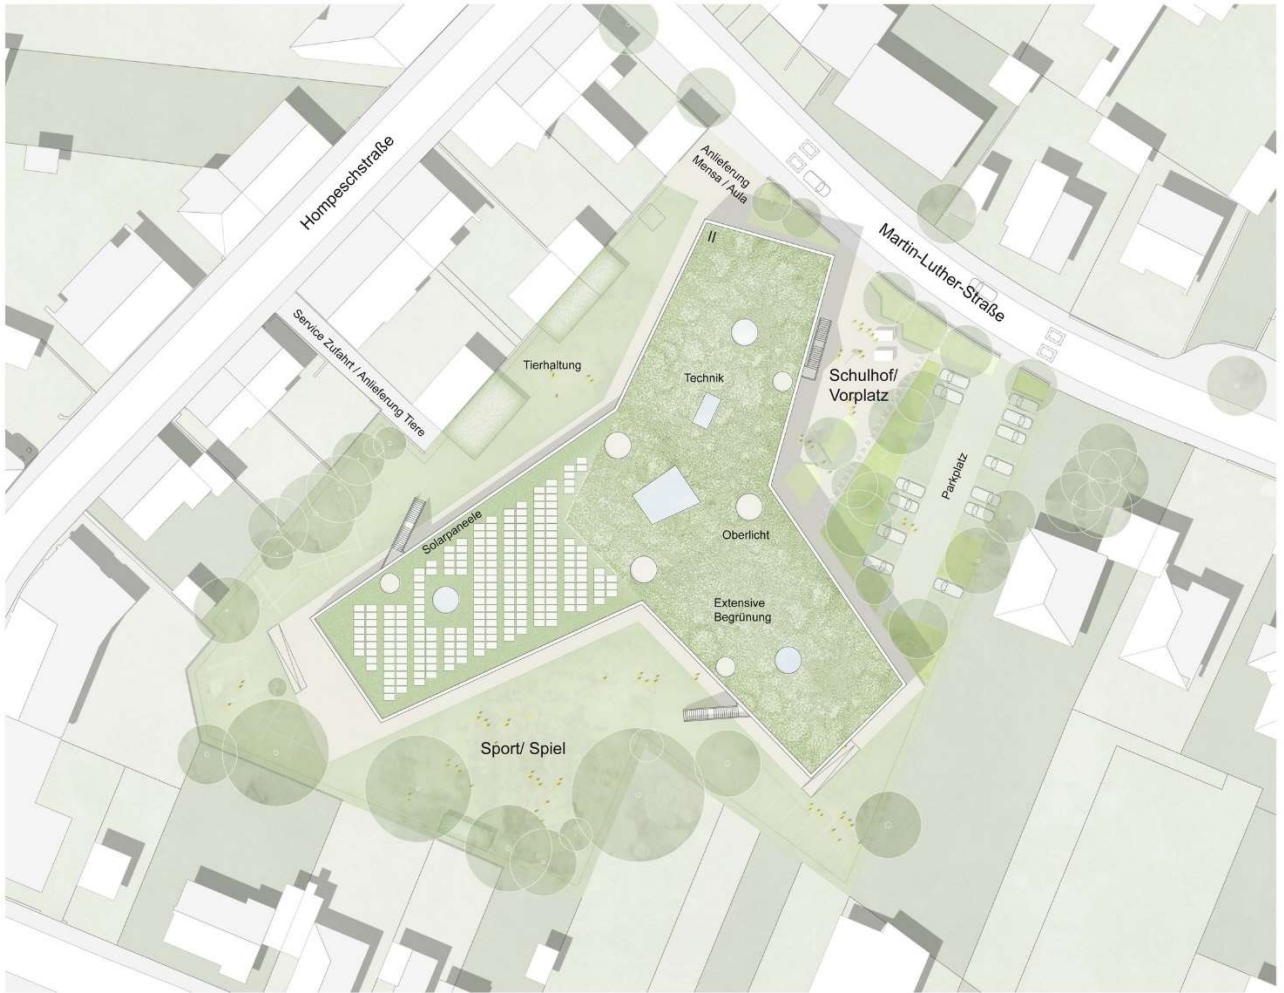 Hompeschstraße
Anlieferung
Mensa / Aula
II
Martin-Luther-Straße
Service Zufahrt / Anlieferung Tiere
Tierhaltung
Technik
Schulhof/
Vorplatz
Parkplatz
Solarpaneele
Oberlicht
Extensive
Begrünung
Sport/ Spiel